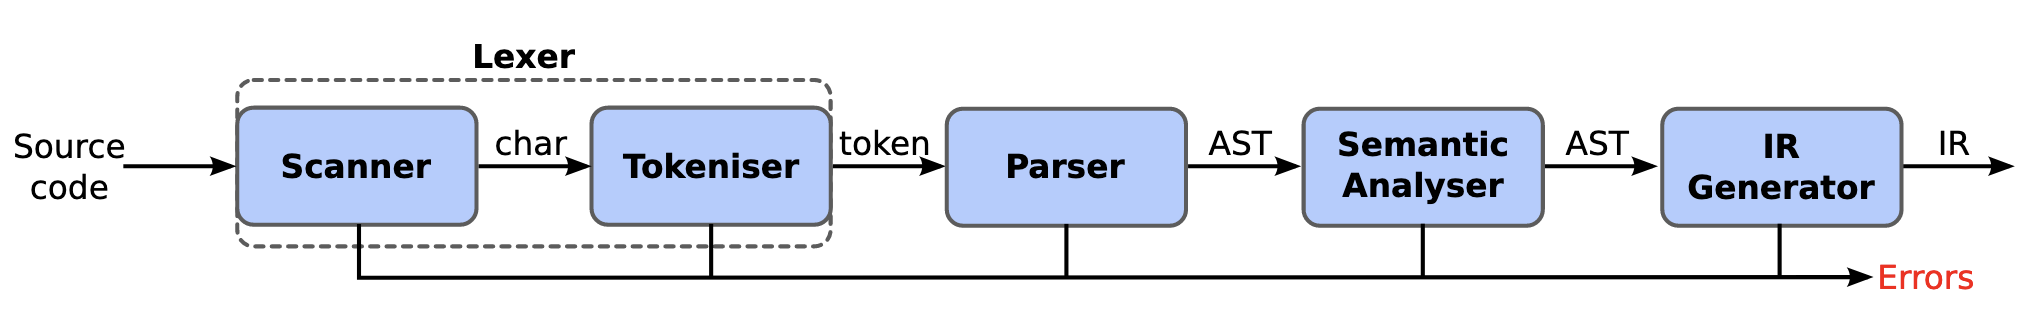 Lexer
Source
code
Scanner
char
Tokeniser
token
Parser
AST
Semantic
Analyser
AST
IR
Generator
IR
Errors